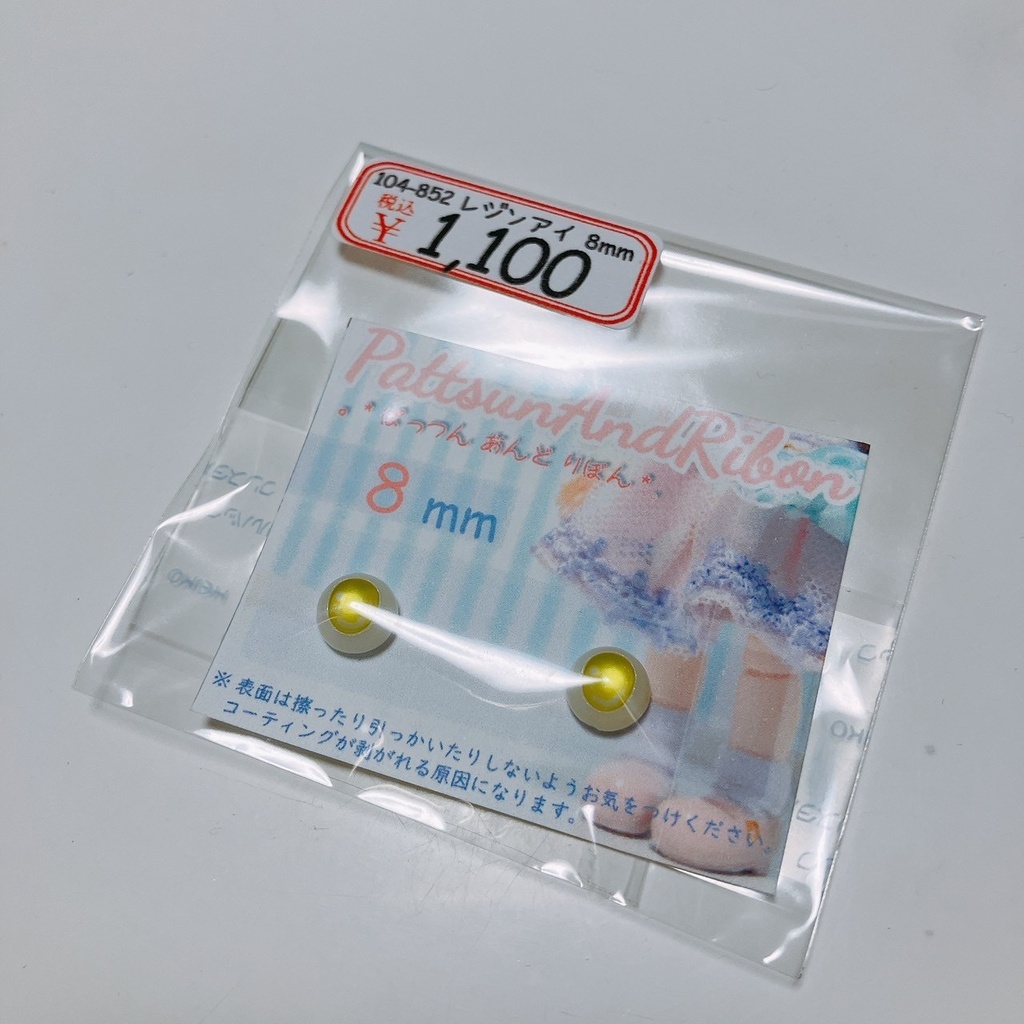 104-852 レジンアイ 8mm
税込
¥ 1,100
PattsunAndRibon
｡ * ぱっつん あんど りぼん *｡
8 mm
※ 表面は擦ったり引っかいたりしないようお気をつけください。
コーティングが剥がれる原因になります。
HEIKO